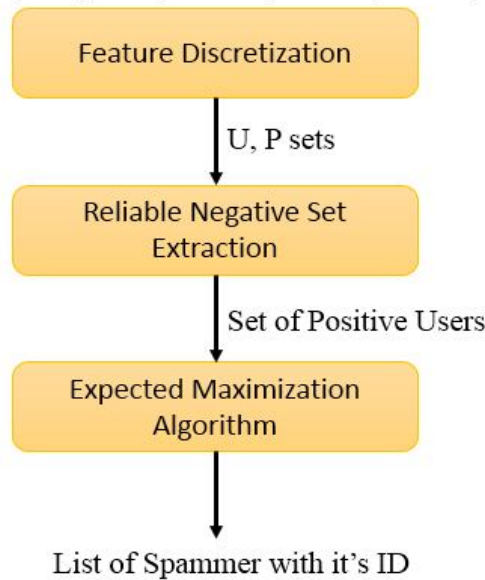 Feature Discretization
U, P sets
Reliable Negative Set
Extraction
Set of Positive Users
Expected Maximization
Algorithm
List of Spammer with it’s ID